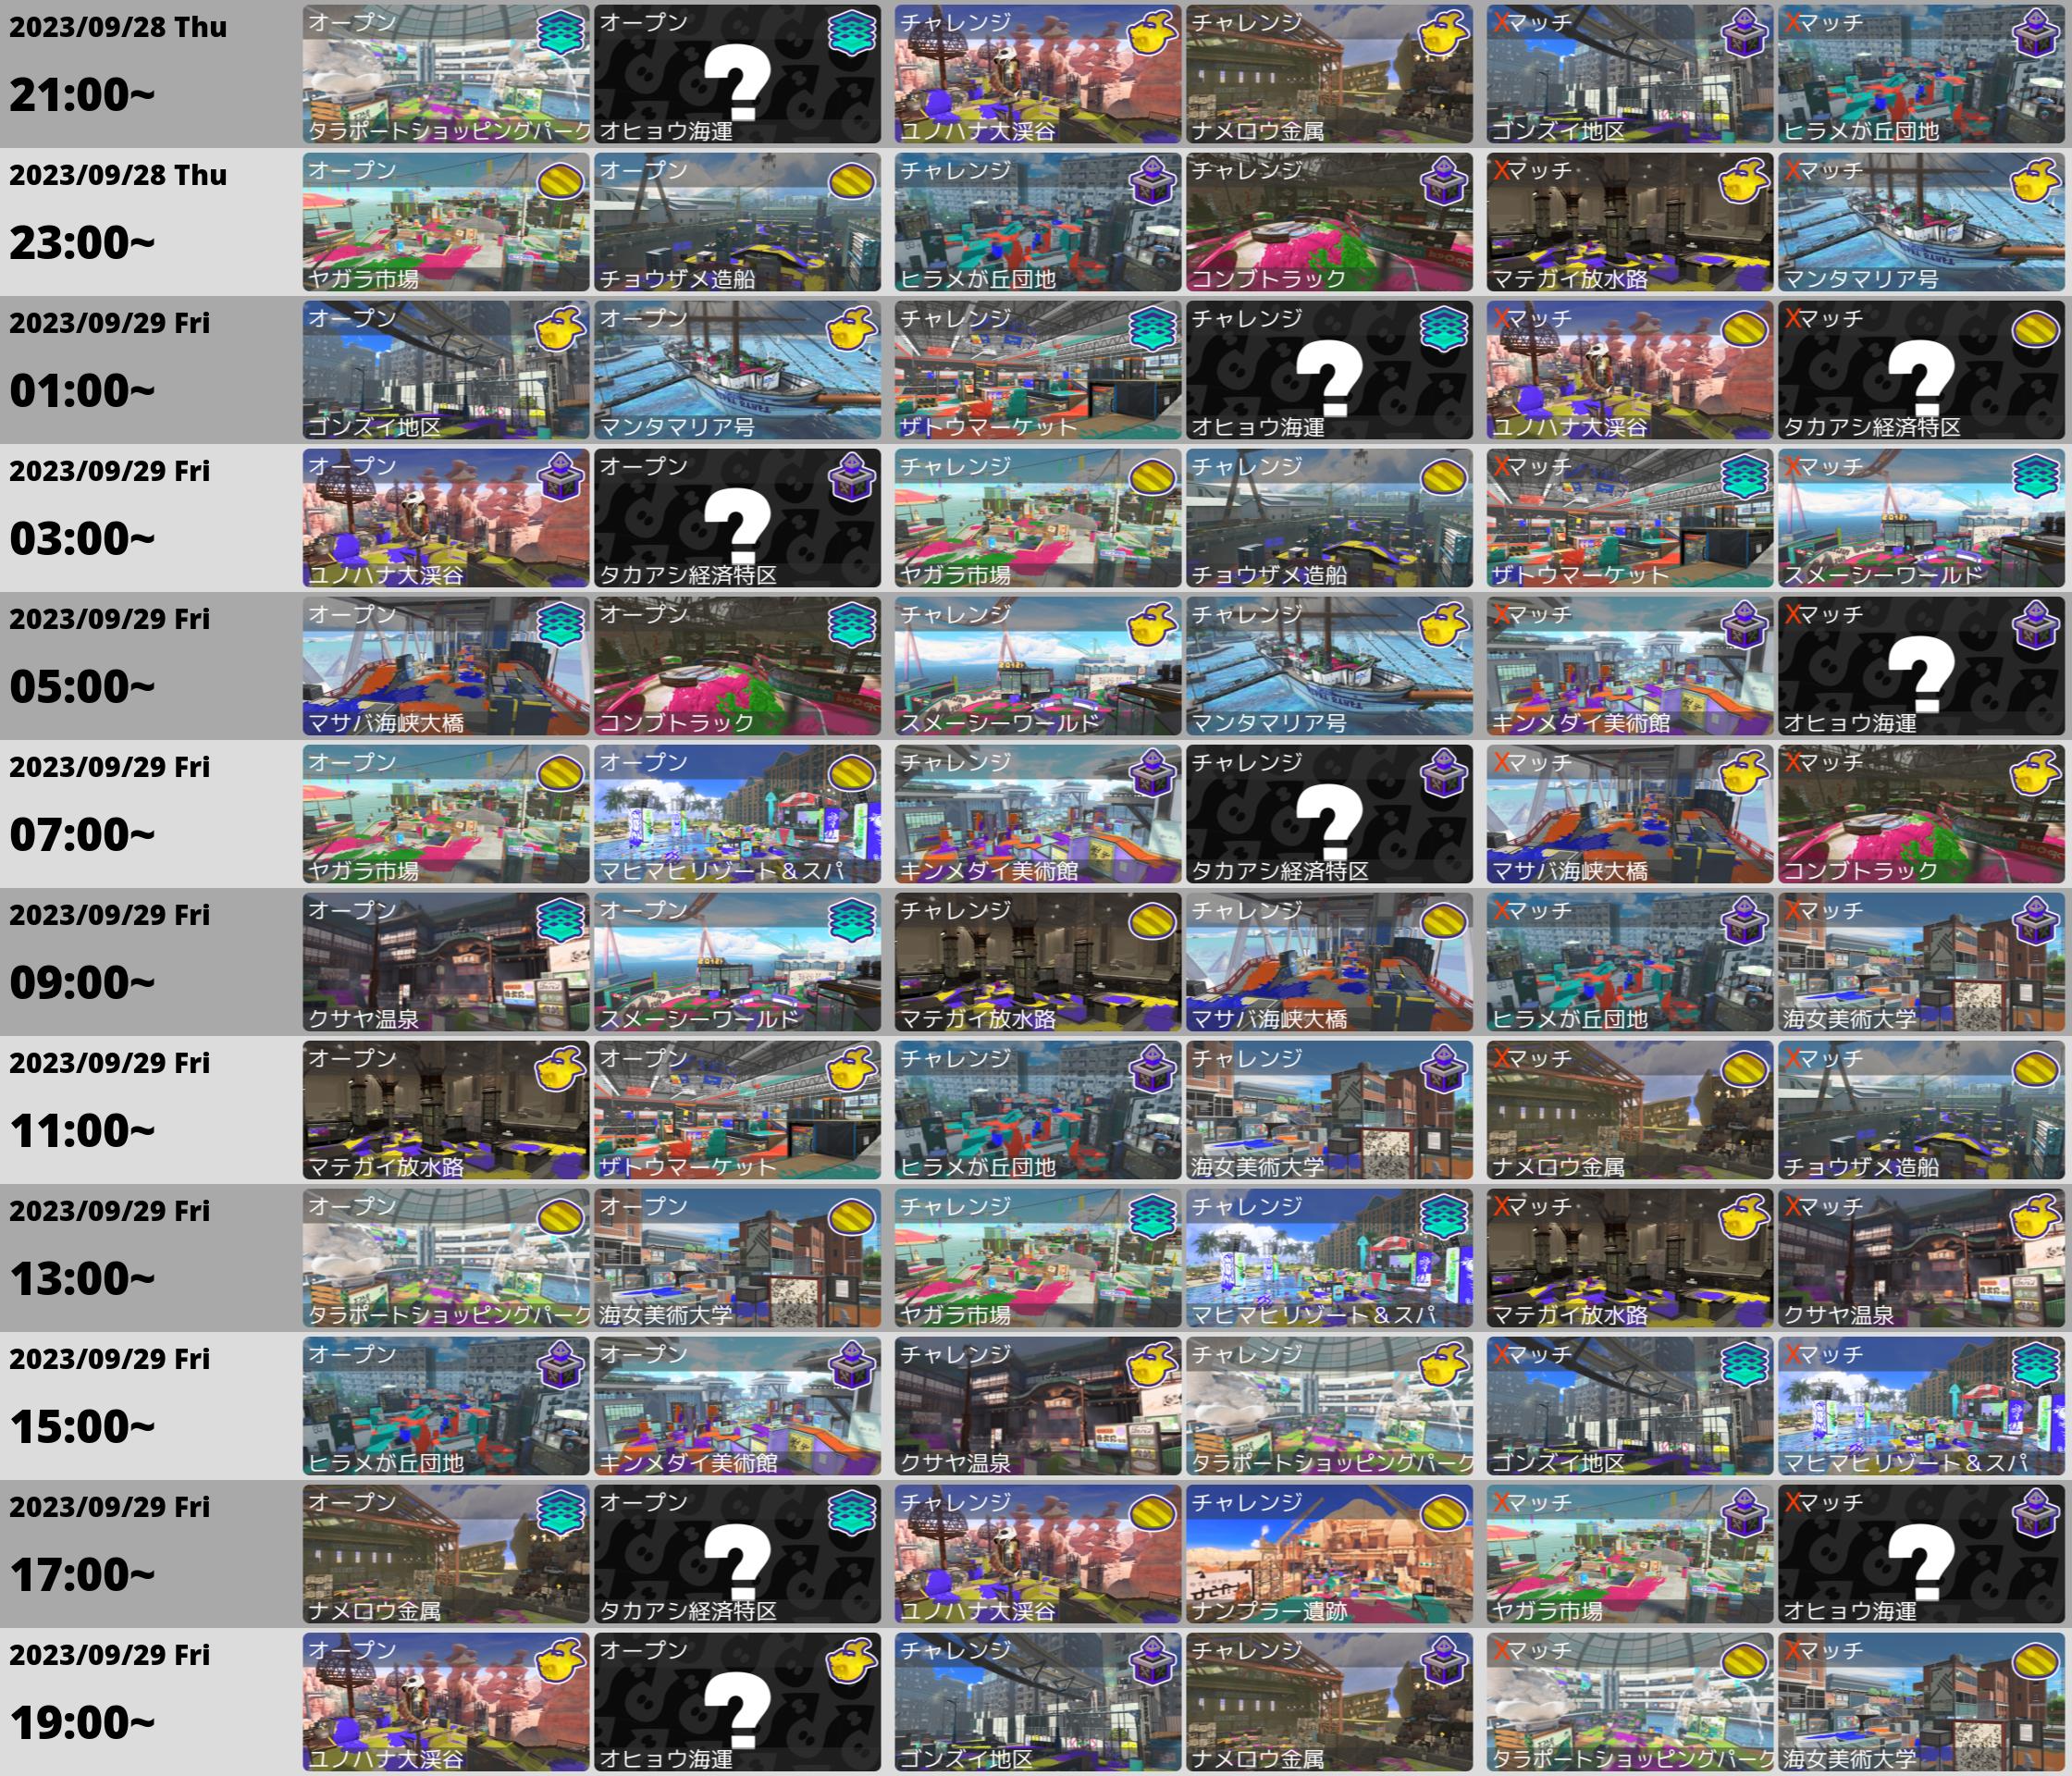 2023/09/28 Thu
21:00~
オープン
タラポートショッピングパーク
オープン
オヒョウ海運
チャレンジ
ユノハナ大渓谷
チャレンジ
ナメロウ金属
Xマッチ
ゴンズイ地区
Xマッチ
ヒラメが丘団地
2023/09/28 Thu
23:00~
オープン
ヤガラ市場
オープン
チョウザメ造船
チャレンジ
ヒラメが丘団地
チャレンジ
コンブトラック
Xマッチ
マテガイ放水路
Xマッチ
マンタマリア号
2023/09/29 Fri
01:00~
オープン
ゴンズイ地区
オープン
マンタマリア号
チャレンジ
ザトウマーケット
チャレンジ
オヒョウ海運
Xマッチ
ユノハナ大渓谷
Xマッチ
タカアシ経済特区
2023/09/29 Fri
03:00~
オープン
ユノハナ大渓谷
オープン
タカアシ経済特区
チャレンジ
ヤガラ市場
チャレンジ
チョウザメ造船
Xマッチ
ザトウマーケット
Xマッチ
スメーシーワールド
2023/09/29 Fri
05:00~
オープン
マサバ海峡大橋
オープン
コンブトラック
チャレンジ
スメーシーワールド
チャレンジ
マンタマリア号
Xマッチ
キンメダイ美術館
Xマッチ
オヒョウ海運
2023/09/29 Fri
07:00~
オープン
ヤガラ市場
オープン
マヒマヒリゾート&スパ
チャレンジ
キンメダイ美術館
チャレンジ
タカアシ経済特区
Xマッチ
マサバ海峡大橋
Xマッチ
コンブトラック
2023/09/29 Fri
09:00~
オープン
クサヤ温泉
オープン
スメーシーワールド
チャレンジ
マテガイ放水路
チャレンジ
マサバ海峡大橋
Xマッチ
ヒラメが丘団地
Xマッチ
海女美術大学
2023/09/29 Fri
11:00~
オープン
マテガイ放水路
オープン
ザトウマーケット
チャレンジ
ヒラメが丘団地
チャレンジ
海女美術大学
Xマッチ
ナメロウ金属
Xマッチ
チョウザメ造船
2023/09/29 Fri
13:00~
オープン
タラポートショッピングパーク
オープン
海女美術大学
チャレンジ
ヤガラ市場
チャレンジ
マヒマヒリゾート&スパ
Xマッチ
マテガイ放水路
Xマッチ
クサヤ温泉
2023/09/29 Fri
15:00~
オープン
ヒラメが丘団地
オープン
キンメダイ美術館
チャレンジ
クサヤ温泉
チャレンジ
タラポートショッピングパーク
Xマッチ
ゴンズイ地区
Xマッチ
マヒマヒリゾート&スパ
2023/09/29 Fri
17:00~
オープン
ナメロウ金属
オープン
タカアシ経済特区
チャレンジ
ユノハナ大渓谷
チャレンジ
ナンプラー遺跡
Xマッチ
ヤガラ市場
Xマッチ
オヒョウ海運
2023/09/29 Fri
19:00~
オープン
ユノハナ大渓谷
オープン
オヒョウ海運
チャレンジ
ゴンズイ地区
チャレンジ
ナメロウ金属
Xマッチ
タラポートショッピングパーク
Xマッチ
海女美術大学